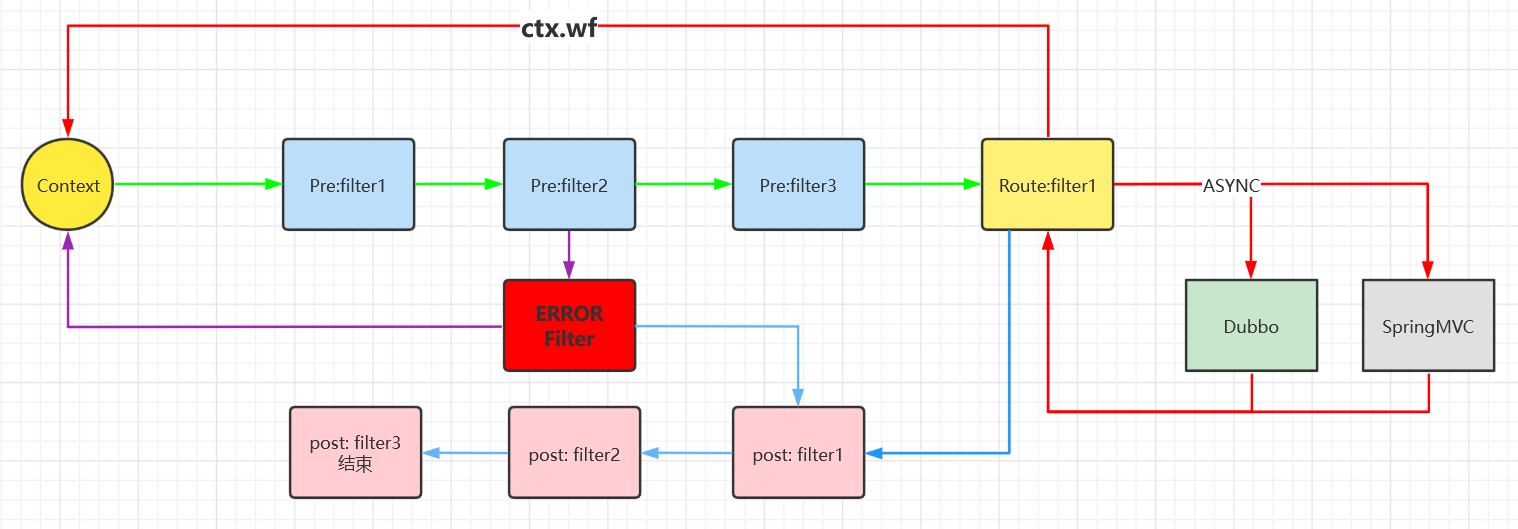 ctx.wf
Context
Pre:filter1
Pre:filter2
Pre:filter3
Route:filter1
ASYNC
ERROR
Filter
Dubbo
SpringMVC
post: filter3
结束
post: filter2
post: filter1